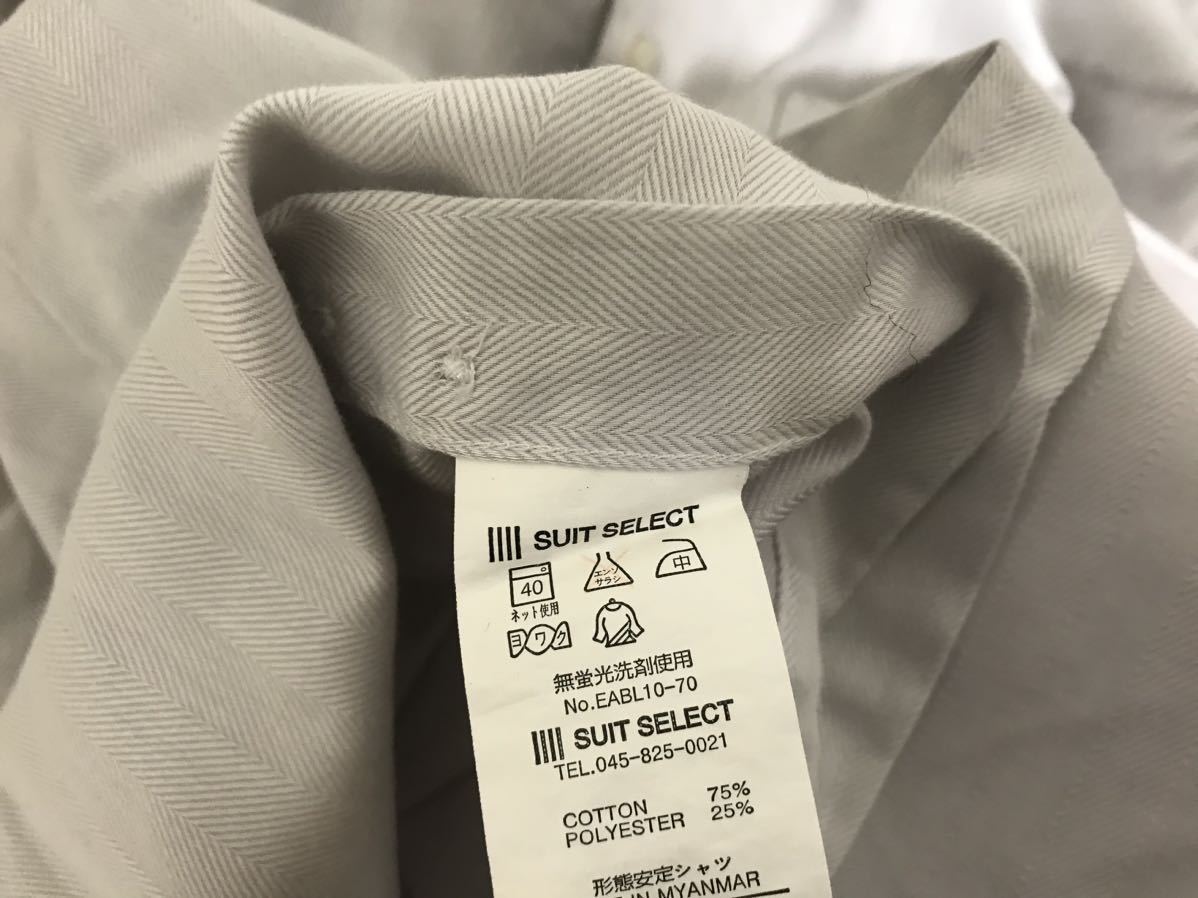 SUIT SELECT
40
エンソ
サラシ
中
ネット使用
ヨワク
無蛍光洗剤使用
No.EABL10-70
SUIT SELECT
TEL.045-825-0021
COTTON 75%
POLYESTER 25%
形態安定シャツ
IN MYANMAR